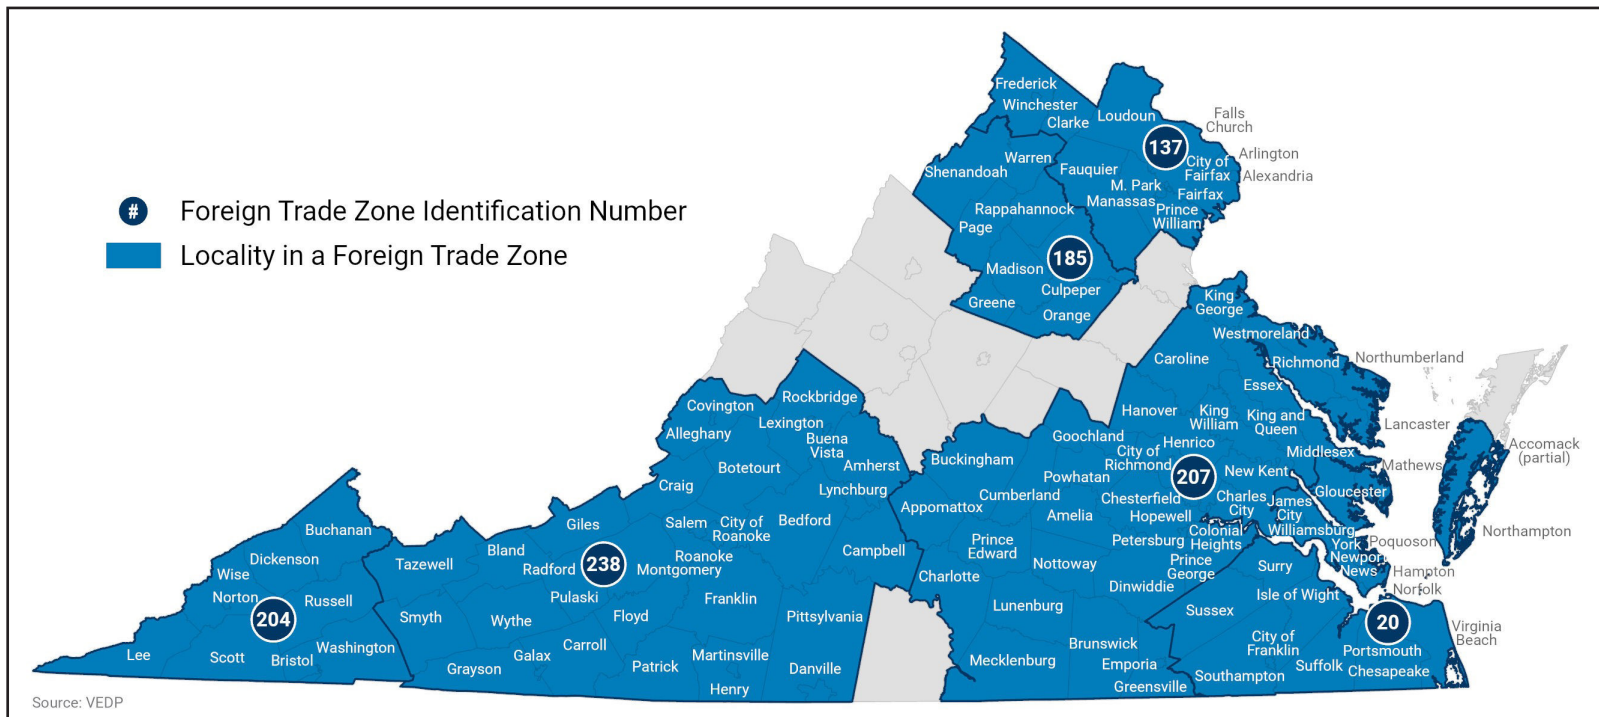 # Foreign Trade Zone Identification Number
Locality in a Foreign Trade Zone
Frederick
Winchester
Clarke
Loudoun
Falls
Church
137
Arlington
City of
Fairfax
Alexandria
Warren
Shenandoah
Fauquier
M. Park
Manassas
Fairfax
Prince
William
Rappahannock
Page
185
Madison
Culpeper
Greene
Orange
King
George
Westmoreland
Caroline
Richmond
Northumberland
Essex
Rockbridge
Covington
Lexington
Alleghany
Buena
Vista
Botetourt
Amherst
Craig
Lynchburg
Hanover
King
William
King and
Queen
Lancaster
Goochland
Henrico
City of
Richmond
Middlesex
Accomack
(partial)
Buckingham
Powhatan
207
New Kent
Mathews
Cumberland
Chesterfield
Charles
City
James
City
Gloucester
Appomattox
Amelia
Hopewell
Williamsburg
Northampton
Giles
Salem
City of
Roanoke
Bedford
Buchanan
Bland
Roanoke
Campbell
Dickenson
Tazewell
Radford
238
Montgomery
Prince
Edward
Petersburg
Colonial
Heights
York
Poquoson
Newport
News
Wise
Pulaski
Nottoway
Prince
George
Surry
Hampton
Norfolk
Charlotte
Dinwiddie
Isle of Wight
Norton
Russell
Franklin
Lunenburg
Sussex
204
Smyth
Wythe
Floyd
Pittsylvania
20
Virginia
Beach
Lee
Scott
Bristol
Washington
Galax
Carroll
Brunswick
City of
Franklin
Portsmouth
Grayson
Patrick
Martinsville
Danville
Mecklenburg
Emporia
Suffolk
Chesapeake
Henry
Greensville
Southampton
Source: VEDP